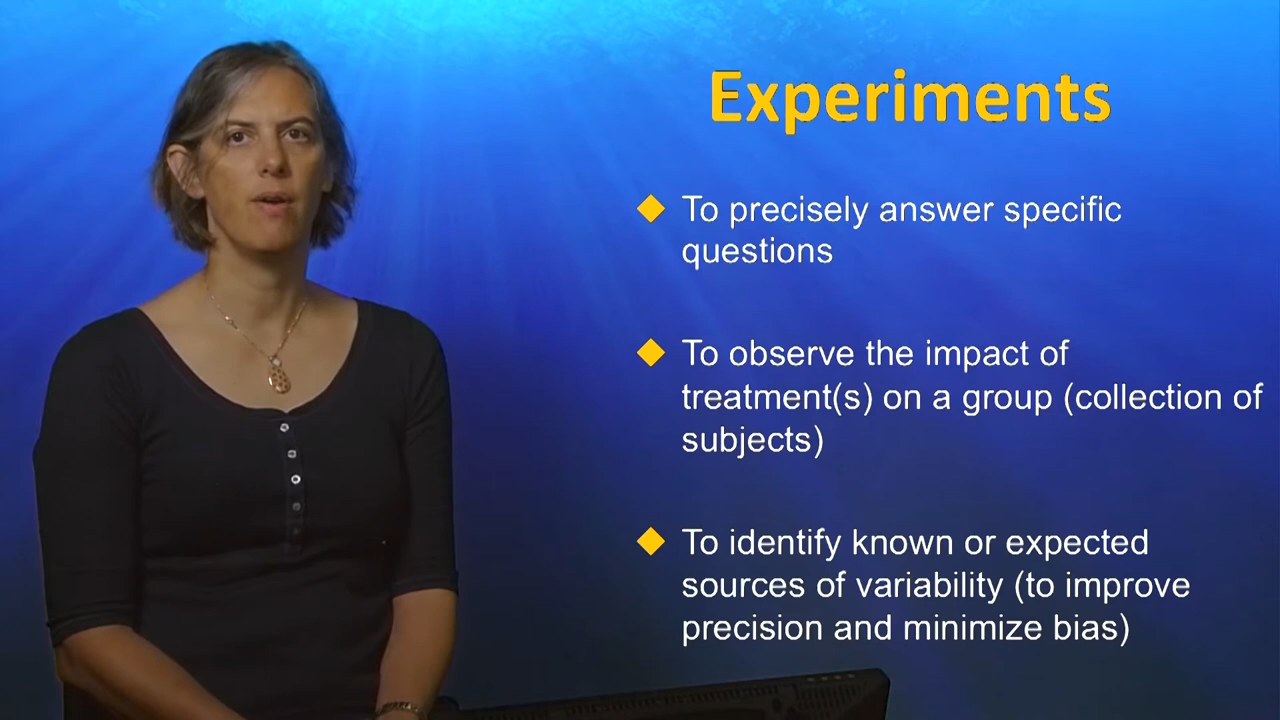 Experiments
To precisely answer specific
questions
To observe the impact of
treatment(s) on a group (collection of
subjects)
To identify known or expected
sources of variability (to improve
precision and minimize bias)